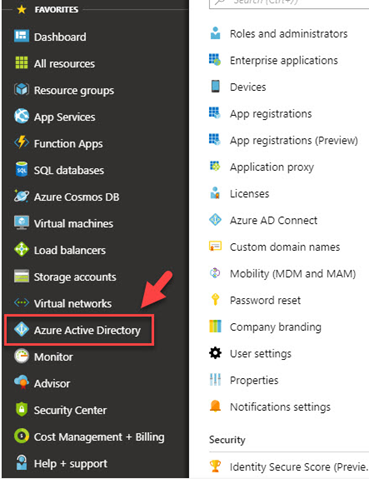 FAVORITES
Dashboard
All resources
Resource groups
App Services
Function Apps
SQL databases
Azure Cosmos DB
Virtual machines
Load balancers
Storage accounts
Virtual networks
Azure Active Directory
Monitor
Advisor
Security Center
Cost Management + Billing
Help + support
Search (Ctrl+/)
Roles and administrators
Enterprise applications
Devices
App registrations
App registrations (Preview)
Application proxy
Licenses
Azure AD Connect
Custom domain names
Mobility (MDM and MAM)
Password reset
Company branding
User settings
Properties
Notifications settings
Security
Identity Secure Score (Previe.